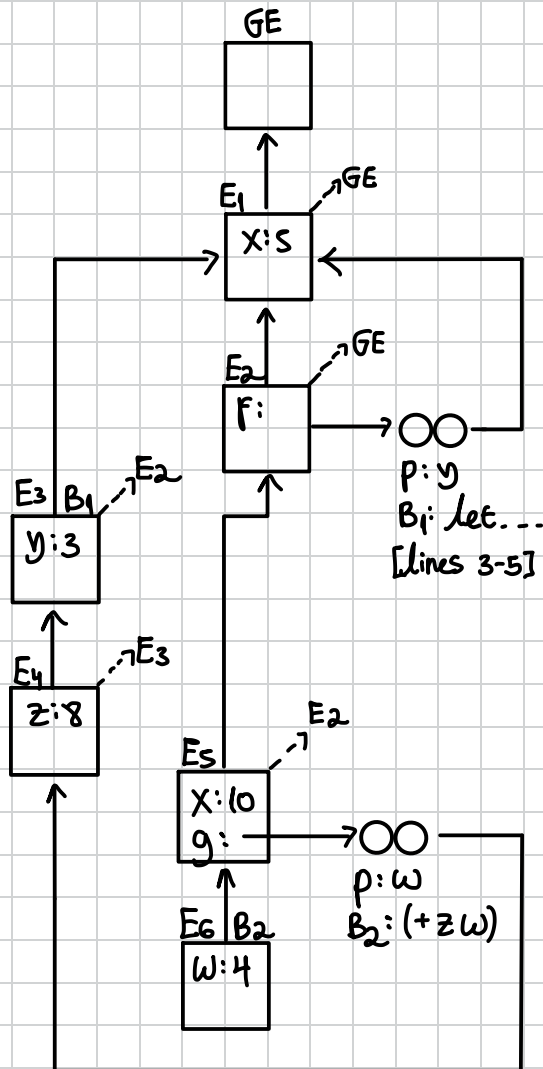 GE
E1
GE
x:5
E2
GE
F:
p:y
B1: let....
[lines 3-5]
E3 B1
E2
y:3
E4
E3
z:8
E5
E2
x:10
g:
p:w
B2:(+zw)
E6 B2
w:4